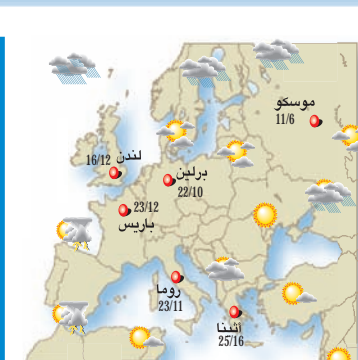 موسكو
11/6
لندن
16/12
برلين
22/10
23/12
باريس
روما
23/11
أثينا
25/16